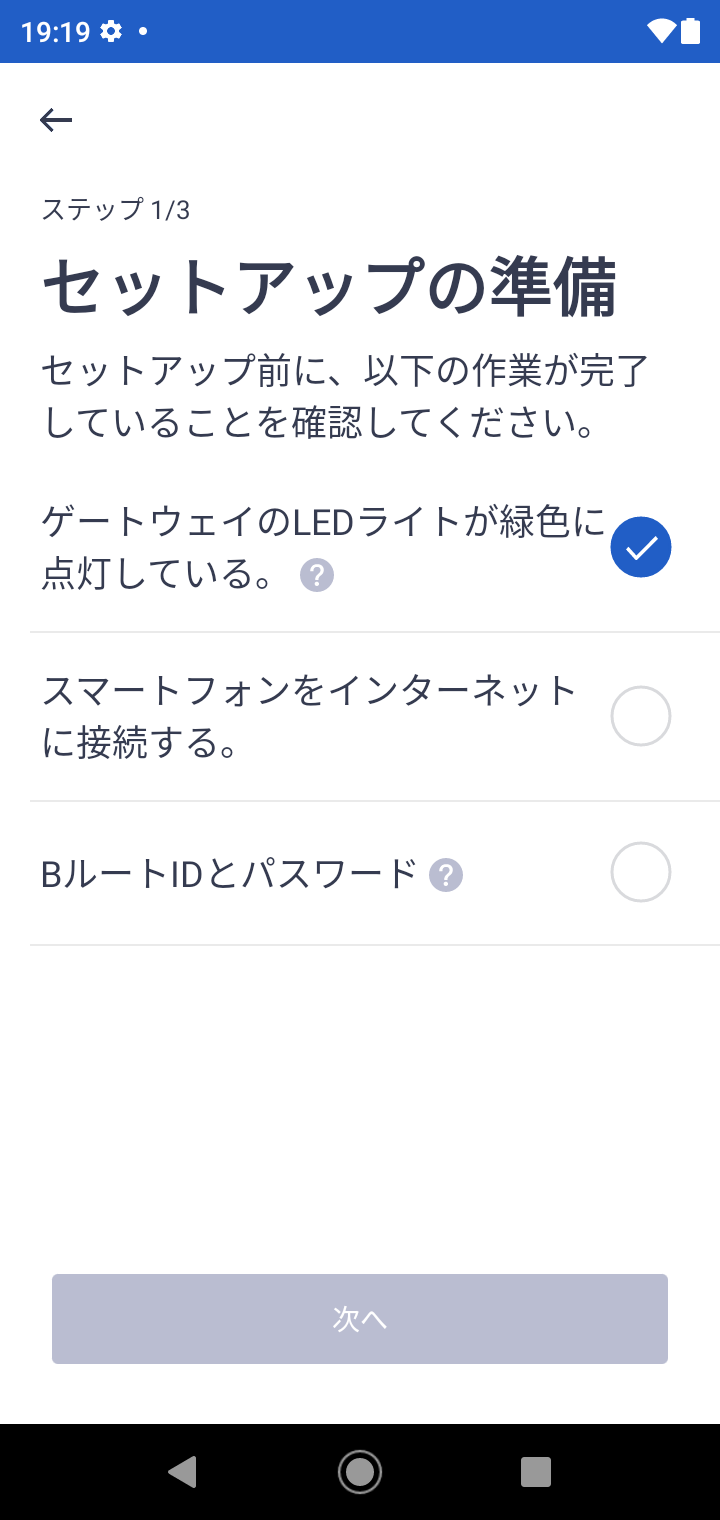 19:19
ステップ 1/3
セットアップの準備
セットアップ前に、以下の作業が完了
していることを確認してください。
ゲートウェイのLEDライトが緑色に
点灯している。 ?
スマートフォンをインターネット
に接続する。
BルートIDとパスワード ?
次へ